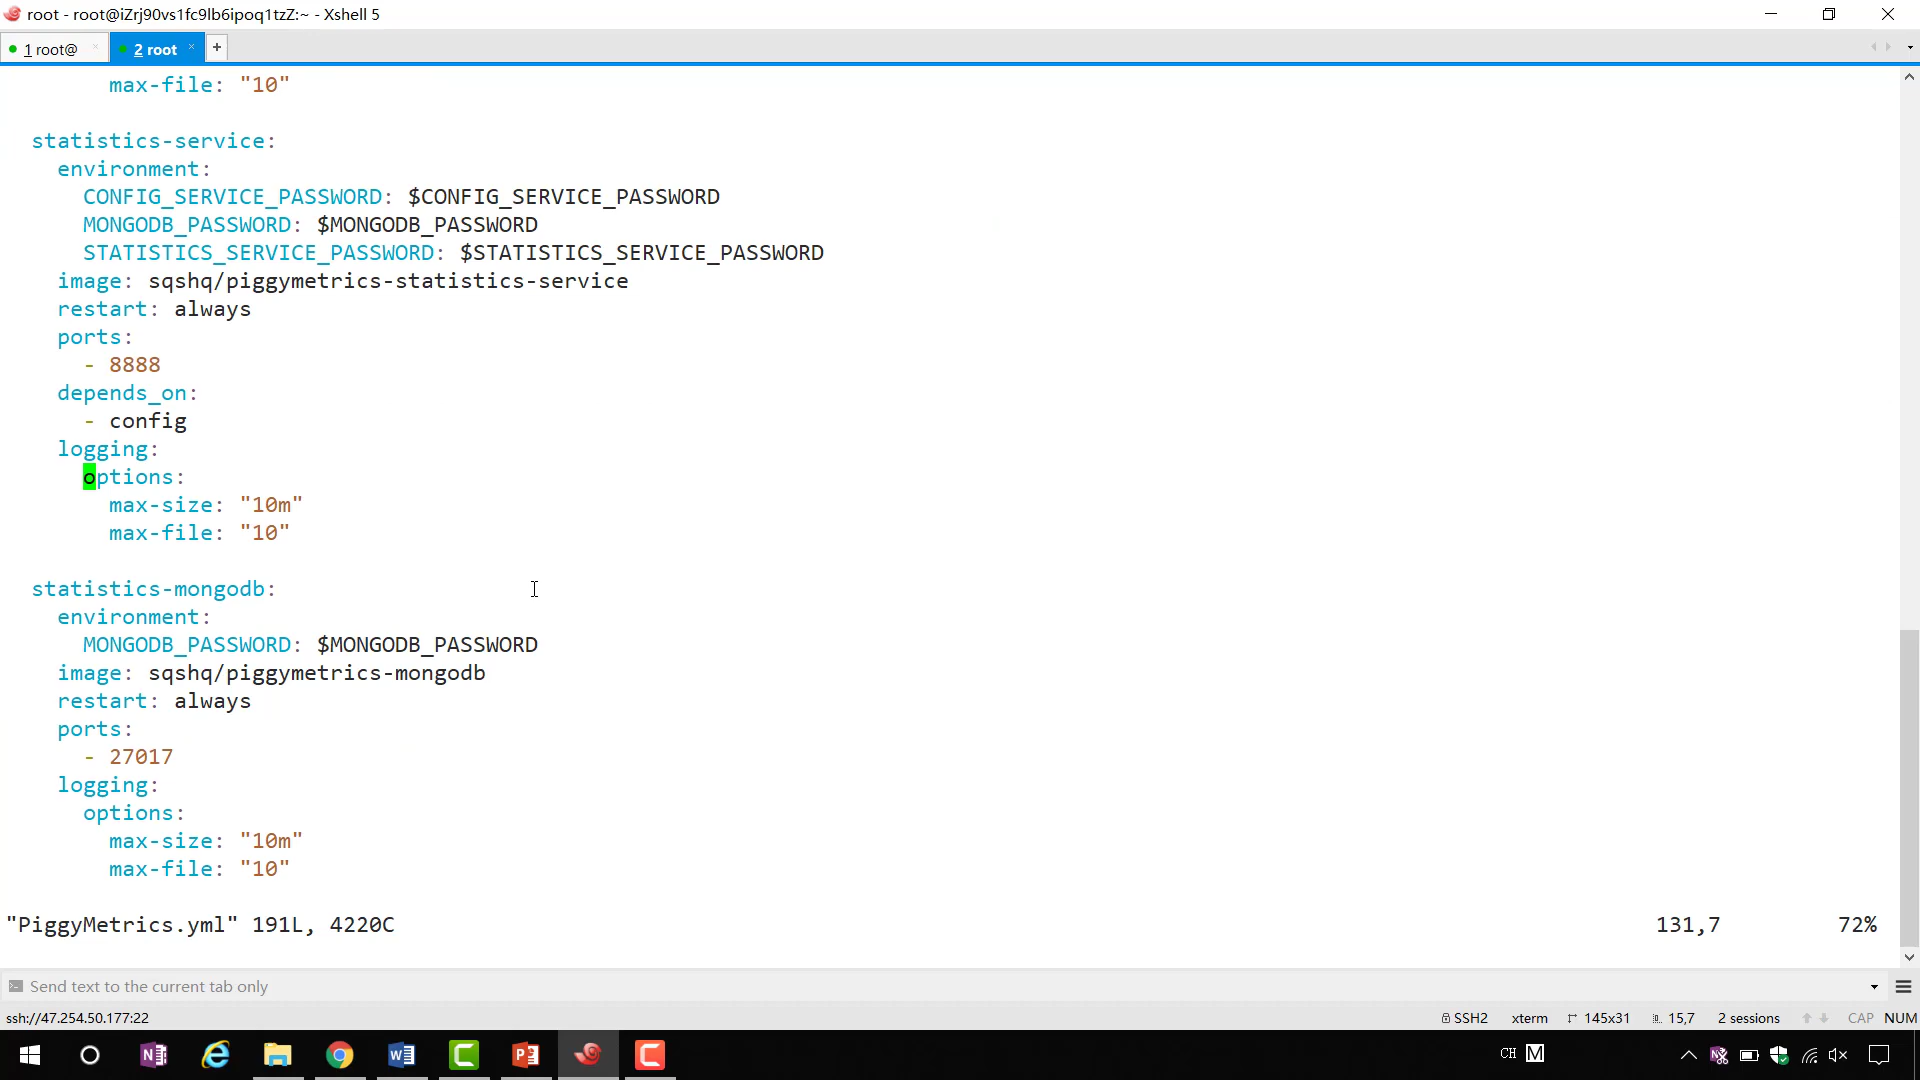 root - root@iZrj90vs1fc9lb6ipoq1tzZ:~ - Xshell 5
1 root@ × 2 root × +
max-file: "10"
statistics-service:
environment:
CONFIG_SERVICE_PASSWORD: $CONFIG_SERVICE_PASSWORD
MONGODB_PASSWORD: $MONGODB_PASSWORD
STATISTICS_SERVICE_PASSWORD: $STATISTICS_SERVICE_PASSWORD
image: sqshq/piggymetrics-statistics-service
restart: always
ports:
- 8888
depends_on:
- config
logging:
options:
max-size: "10m"
max-file: "10"
statistics-mongodb:
environment:
MONGODB_PASSWORD: $MONGODB_PASSWORD
image: sqshq/piggymetrics-mongodb
restart: always
ports:
- 27017
logging:
options:
max-size: "10m"
max-file: "10"
"PiggyMetrics.yml" 191L, 4220C 131,7 72%
Send text to the current tab only
ssh://47.254.50.177:22 SSH2 xterm 145x31 15,7 2 sessions CAP NUM
CH M